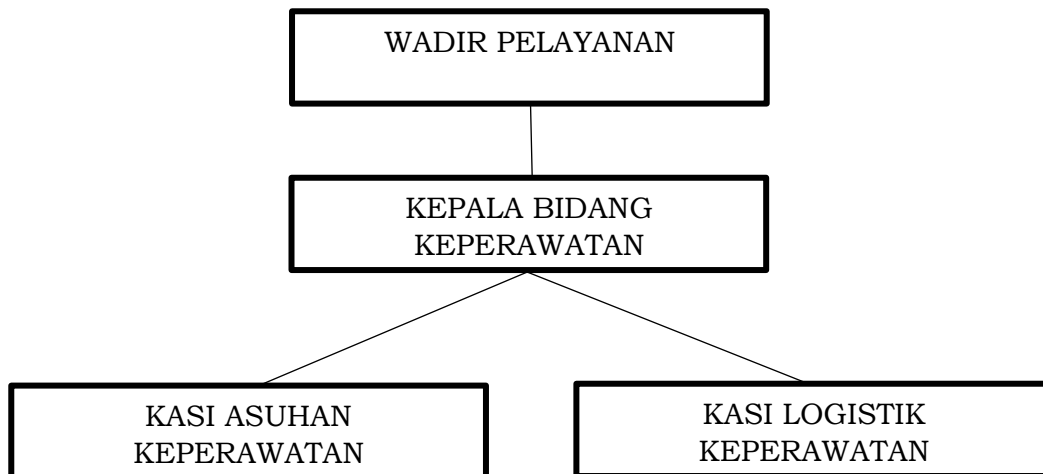 WADIR PELAYANAN
KEPALA BIDANG
KEPERAWATAN
KASI ASUHAN
KEPERAWATAN
KASI LOGISTIK
KEPERAWATAN